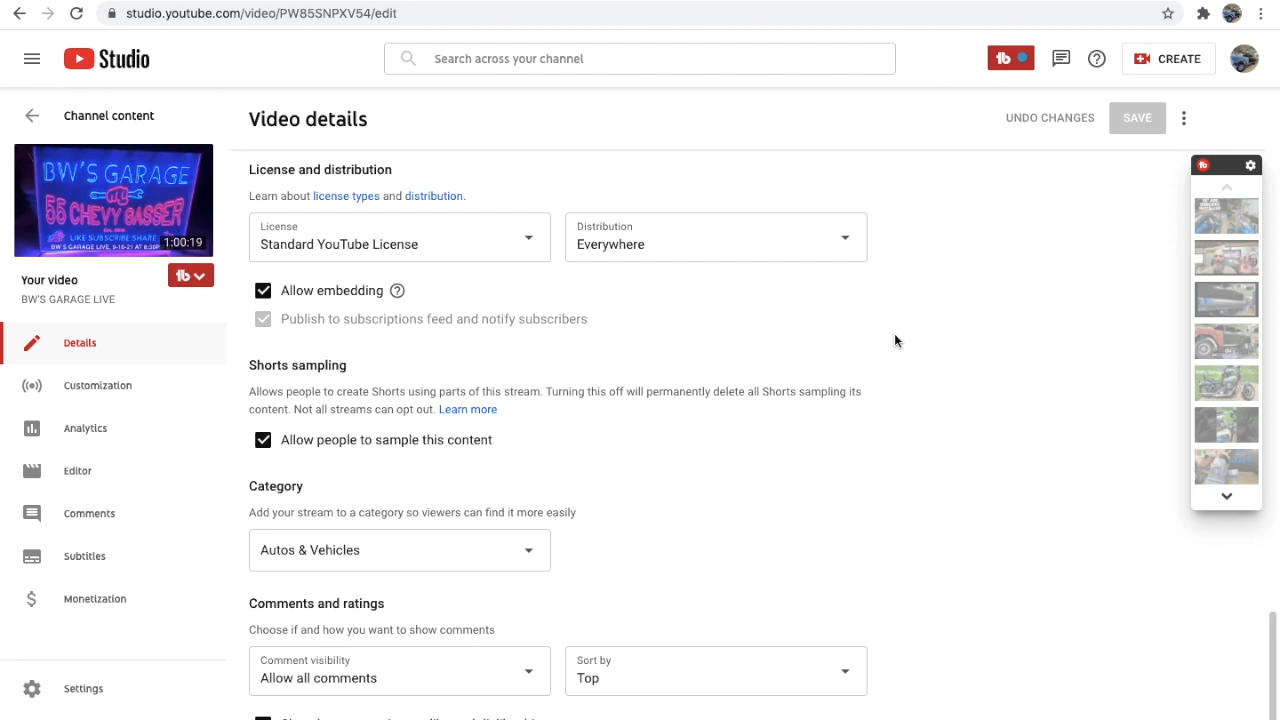 studio.youtube.com/video/PW85SNPXV54/edit
Studio
Search across your channel
CREATE
Channel content
Video details
UNDO CHANGES
SAVE
BW'S GARAGE
55 CHEVY GASSER
LIKE SUBSCRIBE SHARE
1:00:19
Your video
BW'S GARAGE LIVE
Details
Customization
Analytics
Editor
Comments
Subtitles
Monetization
Settings
License and distribution
Learn about license types and distribution.
License
Standard YouTube License
Distribution
Everywhere
Allow embedding
Publish to subscriptions feed and notify subscribers
Shorts sampling
Allows people to create Shorts using parts of this stream. Turning this off will permanently delete all Shorts sampling its
content. Not all streams can opt out. Learn more
Allow people to sample this content
Category
Add your stream to a category so viewers can find it more easily
Autos & Vehicles
Comments and ratings
Choose if and how you want to show comments
Comment visibility
Allow all comments
Sort by
Top